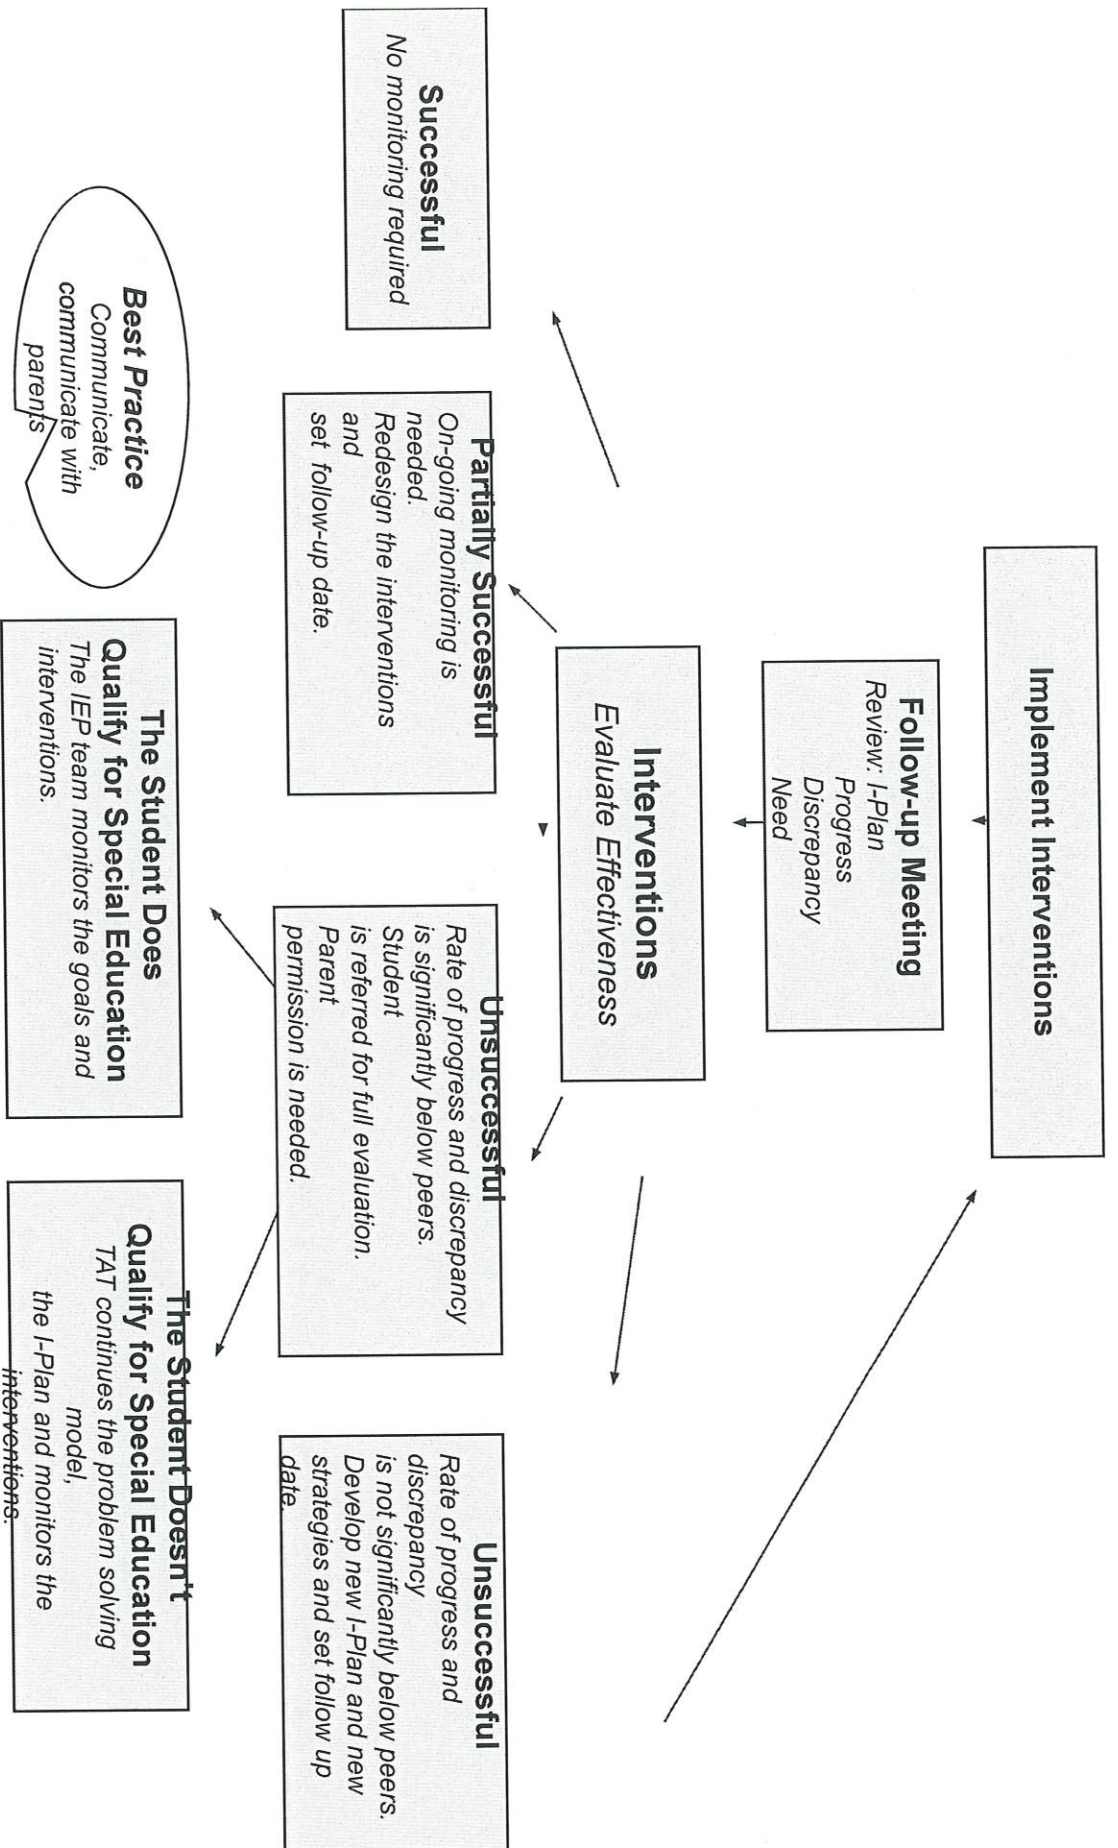 Implement Interventions
Follow-up Meeting
Review: I-Plan
Progress
Discrepancy
Need
Interventions
Evaluate Effectiveness
Successful
No monitoring required
Partially Successful
On-going monitoring is
needed.
Redesign the interventions
and
set follow-up date.
Unsuccessful
Rate of progress and discrepancy
is significantly below peers.
Student
is referred for full evaluation.
Parent
permission is needed.
Unsuccessful
Rate of progress and
discrepancy
is not significantly below peers.
Develop new I-Plan and new
strategies and set follow up
date.
Best Practice
Communicate,
communicate with
parents
The Student Does
Qualify for Special Education
The IEP team monitors the goals and
interventions.
The Student Doesn't
Qualify for Special Education
TAT continues the problem solving
model,
the I-Plan and monitors the
interventions.